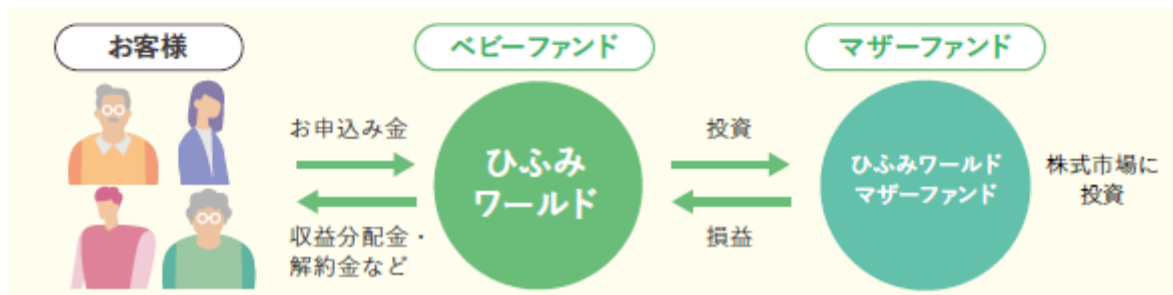 お客様
ベビーファンド
マザーファンド
お申込み金
投資
ひふみ
ワールド
ひふみワールド
マザーファンド
株式市場に
投資
収益分配金・
解約金など
損益